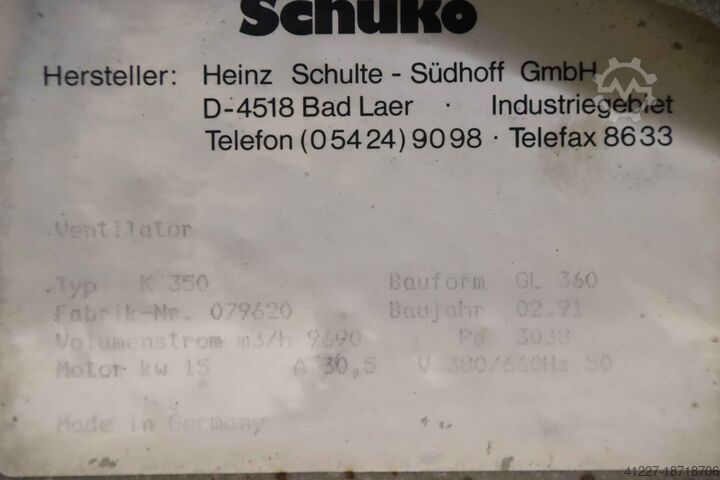 Schuko
Hersteller: Heinz Schulte - Südhoff GmbH
D-4518 Bad Laer · Industriegebiet
Telefon (05424) 9098 · Telefax 8633
Ventilator
Typ K 350 Bauform GL 360
Fabrik-Nr. 079620 Baujahr 02.91
Volumenstrom m3/h 9690 Pd 3038
Motor kw 15 A 30,5 V 380/660Hz 50
Made in Germany
41227-18718706